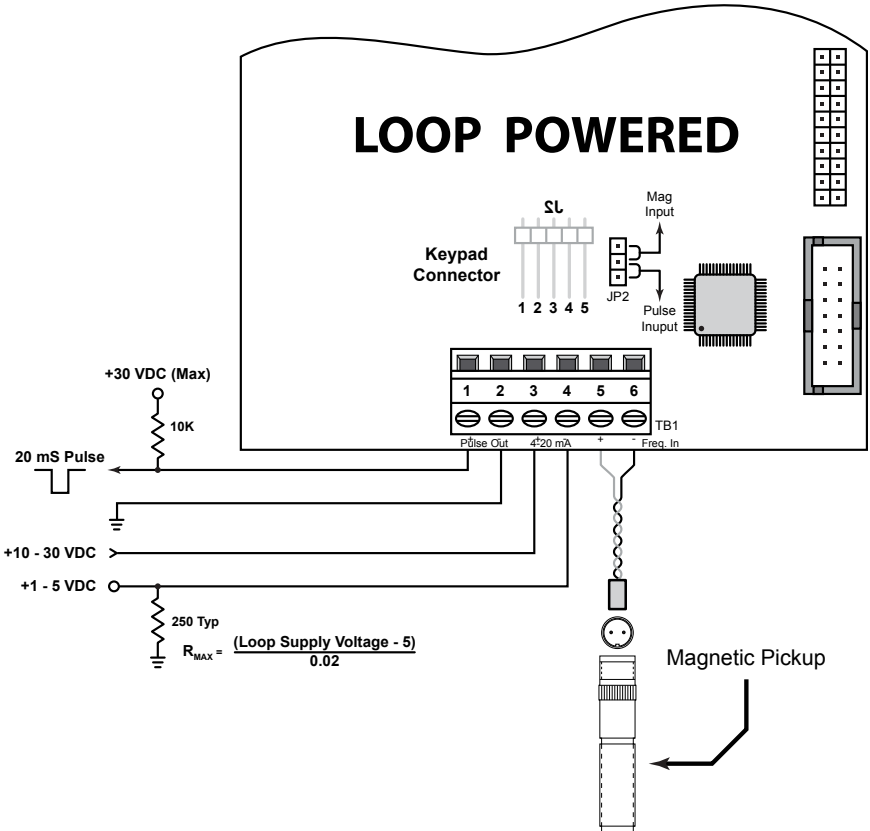 LOOP POWERED
J2
Mag
Input
Keypad
Connector
JP2
1 2 3 4 5
Pulse
Inuput
+30 VDC (Max)
10K
1 2 3 4 5 6
TB1
+ - + - + -
Pulse Out 4-20 mA Freq. In
20 mS Pulse
+10 - 30 VDC
+1 - 5 VDC
250 Typ
RMAX = (Loop Supply Voltage - 5)
0.02
Magnetic Pickup